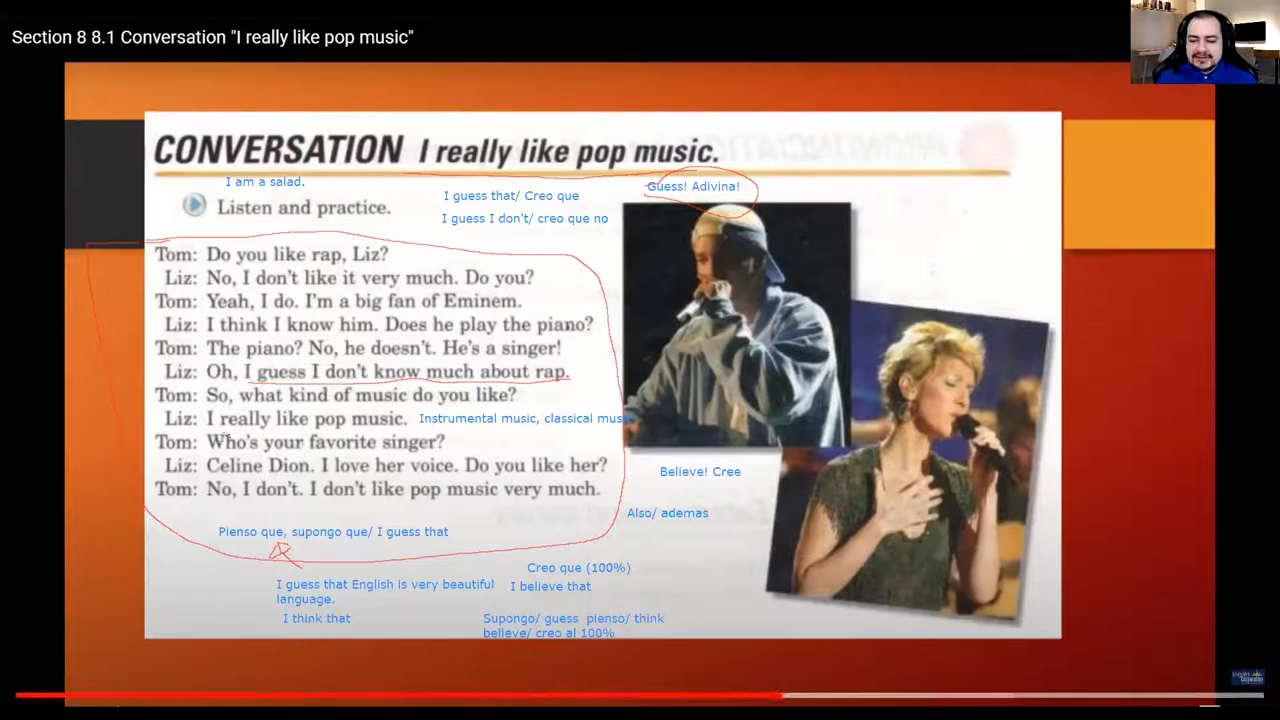 Section 8 8.1 Conversation "I really like pop music"
CONVERSATION I really like pop music.
I am a salad.
Guess! Adivina!
I guess that/ Creo que
Listen and practice.
I guess I don't/ creo que no
Tom: Do you like rap, Liz?
Liz: No, I don't like it very much. Do you?
Tom: Yeah, I do. I'm a big fan of Eminem.
Liz: I think I know him. Does he play the piano?
Tom: The piano? No, he doesn't. He's a singer!
Liz: Oh, I guess I don't know much about rap.
Tom: So, what kind of music do you like?
Liz: I really like pop music. Instrumental music, classical music
Tom: Who's your favorite singer?
Liz: Celine Dion. I love her voice. Do you like her?
Believe! Cree
Tom: No, I don't. I don't like pop music very much.
Also/ ademas
Pienso que, supongo que/ I guess that
Creo que (100%)
I guess that English is very beautiful
language.
I believe that
I think that
Supongo/ guess pienso/ think
believe/ creo al 100%